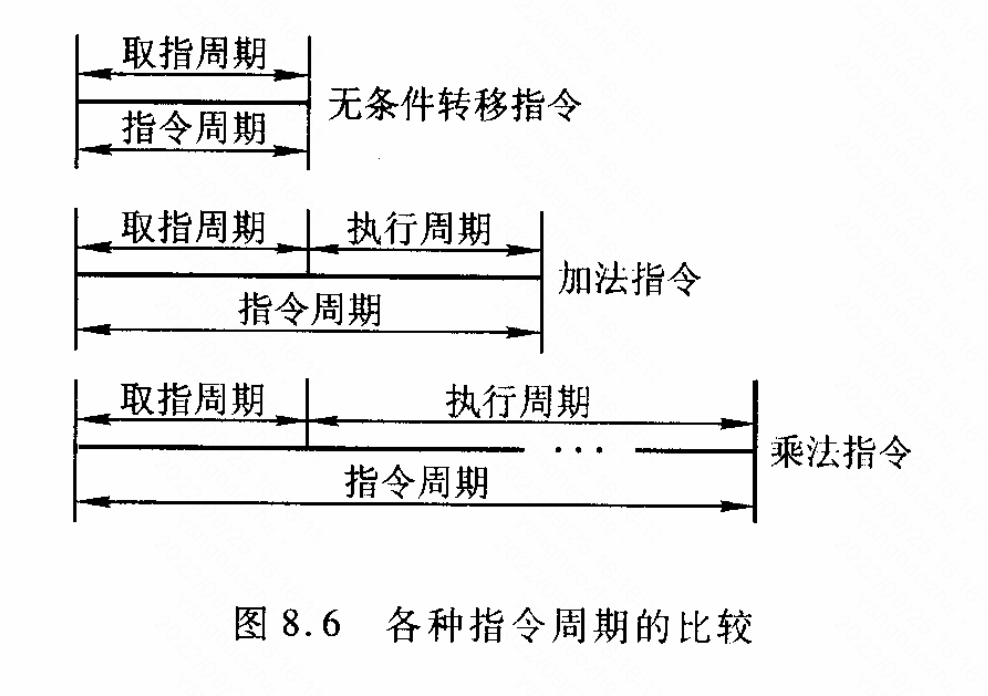 取指周期
指令周期
无条件转移指令
取指周期 执行周期
指令周期
加法指令
取指周期 执行周期
...
指令周期
乘法指令
图 8.6 各种指令周期的比较